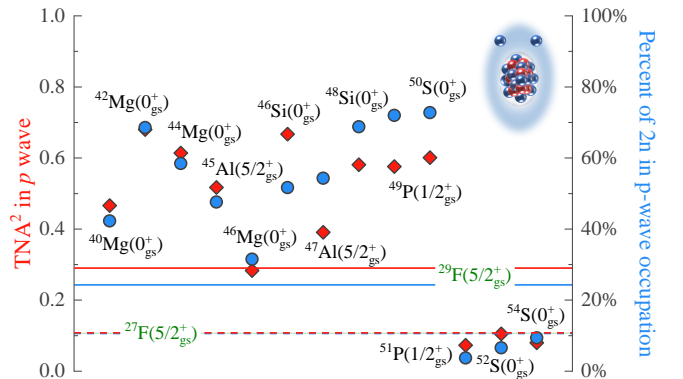 TNA² in p wave
1.0
0.8
0.6
0.4
0.2
0.0
100%
80%
60%
40%
20%
0%
Percent of 2n in p-wave occupation
⁴²Mg(0⁺gs)
⁴⁴Mg(0⁺gs)
⁴⁵Al(5/2⁺gs)
⁴⁶Si(0⁺gs)
⁴⁸Si(0⁺gs)
⁵⁰S(0⁺gs)
⁴⁰Mg(0⁺gs)
⁴⁶Mg(0⁺gs)
⁴⁷Al(5/2⁺gs)
⁴⁹P(1/2⁺gs)
²⁹F(5/2⁺gs)
²⁷F(5/2⁺gs)
⁵⁴S(0⁺gs)
⁵¹P(1/2⁺gs)
⁵²S(0⁺gs)